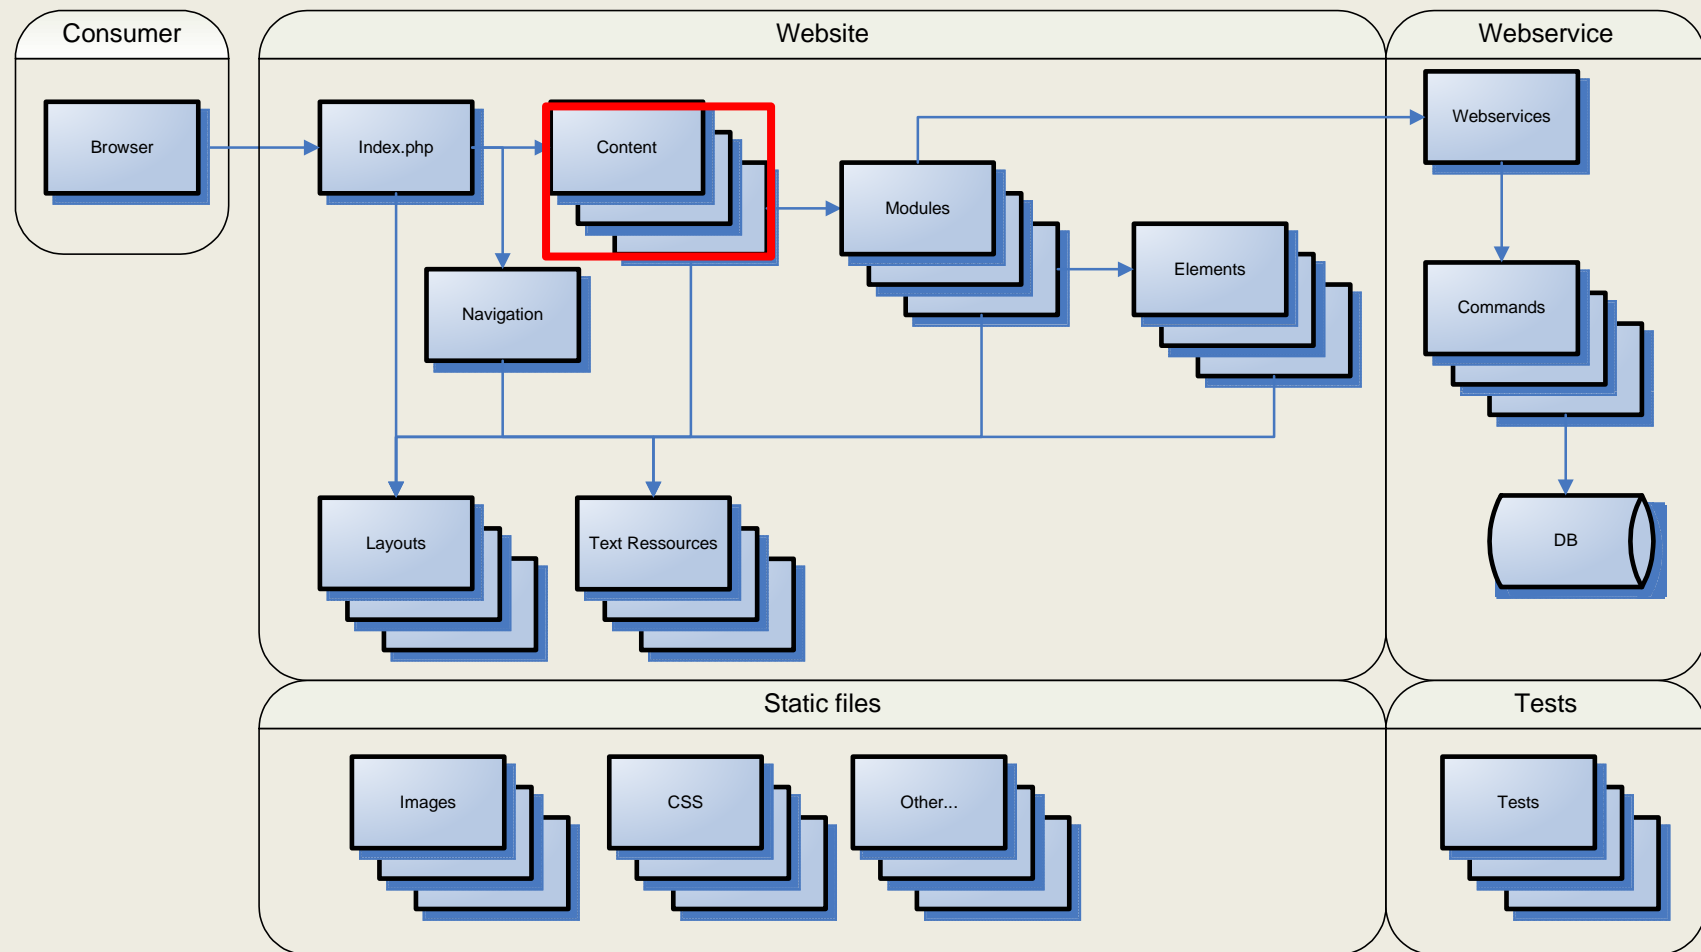 Consumer
Website
Webservice
Browser
Index.php
Content
Modules
Elements
Navigation
Webservices
Commands
DB
Layouts
Text Ressources
Static files
Tests
Images
CSS
Other...
Tests